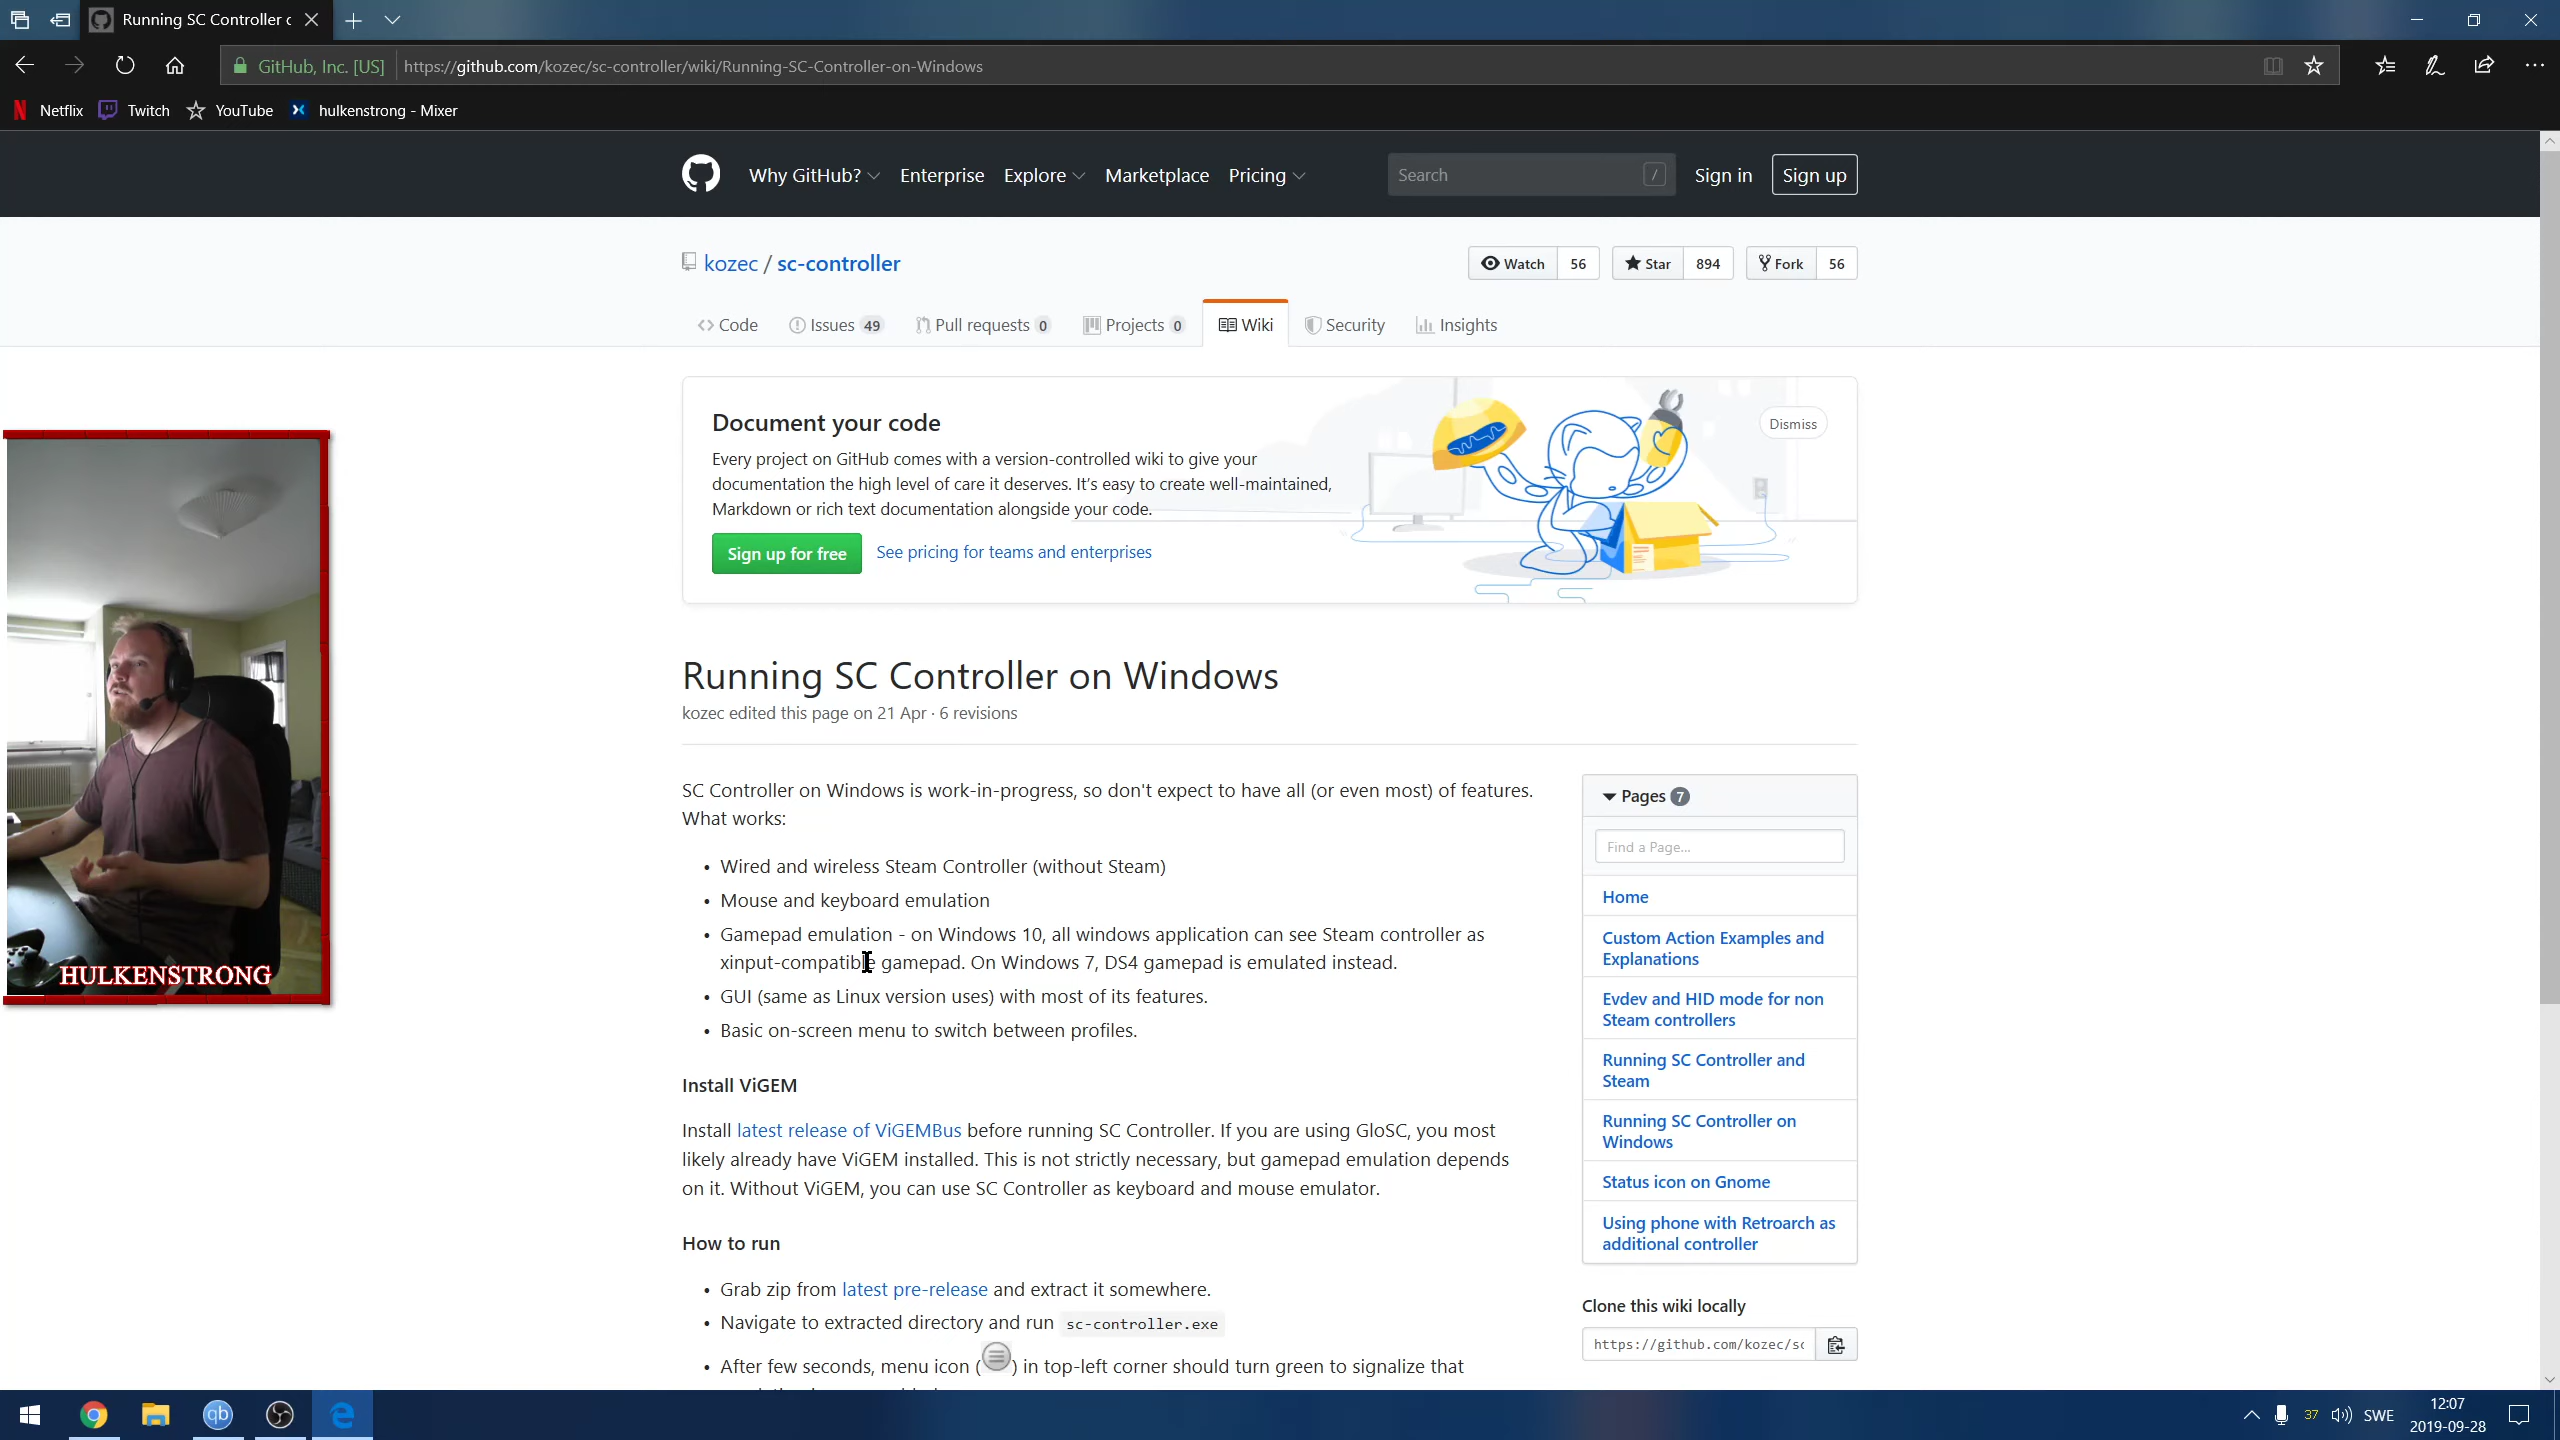 Running SC Controller c
GitHub, Inc. [US]
https://github.com/kozec/sc-controller/wiki/Running-SC-Controller-on-Windows
Netflix
Twitch
YouTube
hulkenstrong - Mixer
Why GitHub?
Enterprise
Explore
Marketplace
Pricing
Search
/
Sign in
Sign up
kozec / sc-controller
Watch 56
Star 894
Fork 56
Code
Issues 49
Pull requests 0
Projects 0
Wiki
Security
Insights
Document your code
Dismiss
Every project on GitHub comes with a version-controlled wiki to give your
documentation the high level of care it deserves. It's easy to create well-maintained,
Markdown or rich text documentation alongside your code.
Sign up for free
See pricing for teams and enterprises
HULKENSTRONG
Running SC Controller on Windows
kozec edited this page on 21 Apr · 6 revisions
SC Controller on Windows is work-in-progress, so don't expect to have all (or even most) of features.
What works:
• Wired and wireless Steam Controller (without Steam)
• Mouse and keyboard emulation
• Gamepad emulation - on Windows 10, all windows application can see Steam controller as
xinput-compatible gamepad. On Windows 7, DS4 gamepad is emulated instead.
• GUI (same as Linux version uses) with most of its features.
• Basic on-screen menu to switch between profiles.
Install ViGEM
Install latest release of ViGEMBus before running SC Controller. If you are using GloSC, you most
likely already have ViGEM installed. This is not strictly necessary, but gamepad emulation depends
on it. Without ViGEM, you can use SC Controller as keyboard and mouse emulator.
How to run
• Grab zip from latest pre-release and extract it somewhere.
• Navigate to extracted directory and run sc-controller.exe
• After few seconds, menu icon ( ) in top-left corner should turn green to signalize that
Pages 7
Find a Page...
Home
Custom Action Examples and
Explanations
Evdev and HID mode for non
Steam controllers
Running SC Controller and
Steam
Running SC Controller on
Windows
Status icon on Gnome
Using phone with Retroarch as
additional controller
Clone this wiki locally
https://github.com/kozec/sc
qb
37
SWE
12:07
2019-09-28